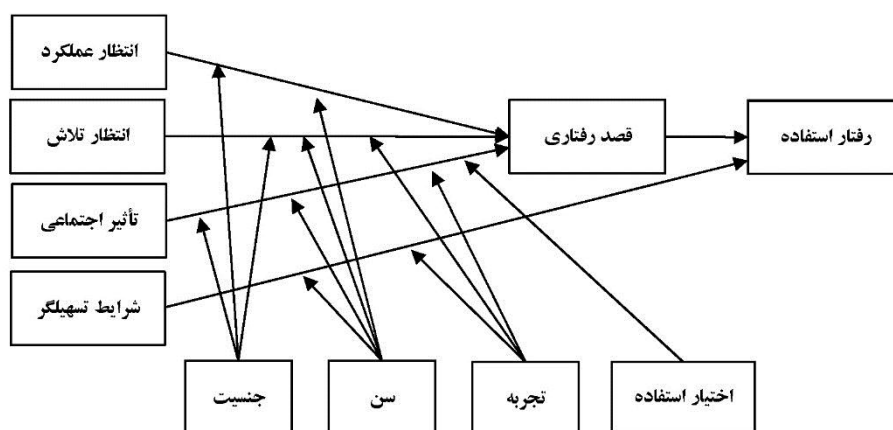 انتظار عملکرد
انتظار تلاش
تأثیر اجتماعی
شرایط تسهیلگر
قصد رفتاری
رفتار استفاده
جنسیت
سن
تجربه
اختیار استفاده